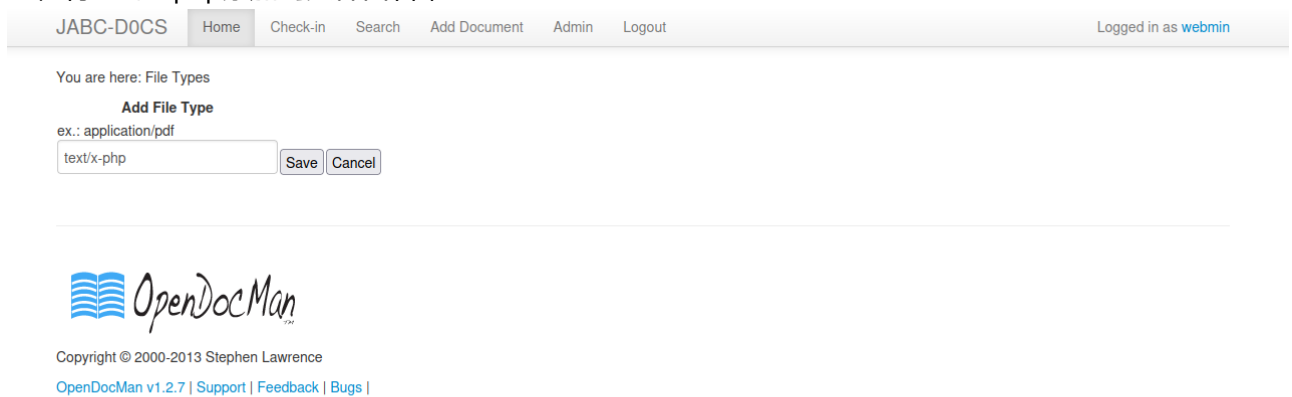 JABC-D0CS Home Check-in Search Add Document Admin Logout Logged in as webmin
You are here: File Types
Add File Type
ex.: application/pdf
text/x-php Save Cancel
OpenDocMan TM
Copyright © 2000-2013 Stephen Lawrence
OpenDocMan v1.2.7 | Support | Feedback | Bugs |